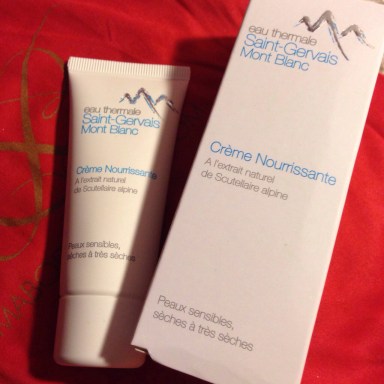 eau thermale
Saint-Gervais
Mont Blanc
Crème Nourrissante
A l'extrait naturel
de Scutellaire alpine
Peaux sensibles,
sèches à très sèches
eau thermale
Saint-Gervais
Mont Blanc
Crème Nourrissante
A l'extrait naturel
de Scutellaire alpine
Peaux sensibles,
sèches à très sèches